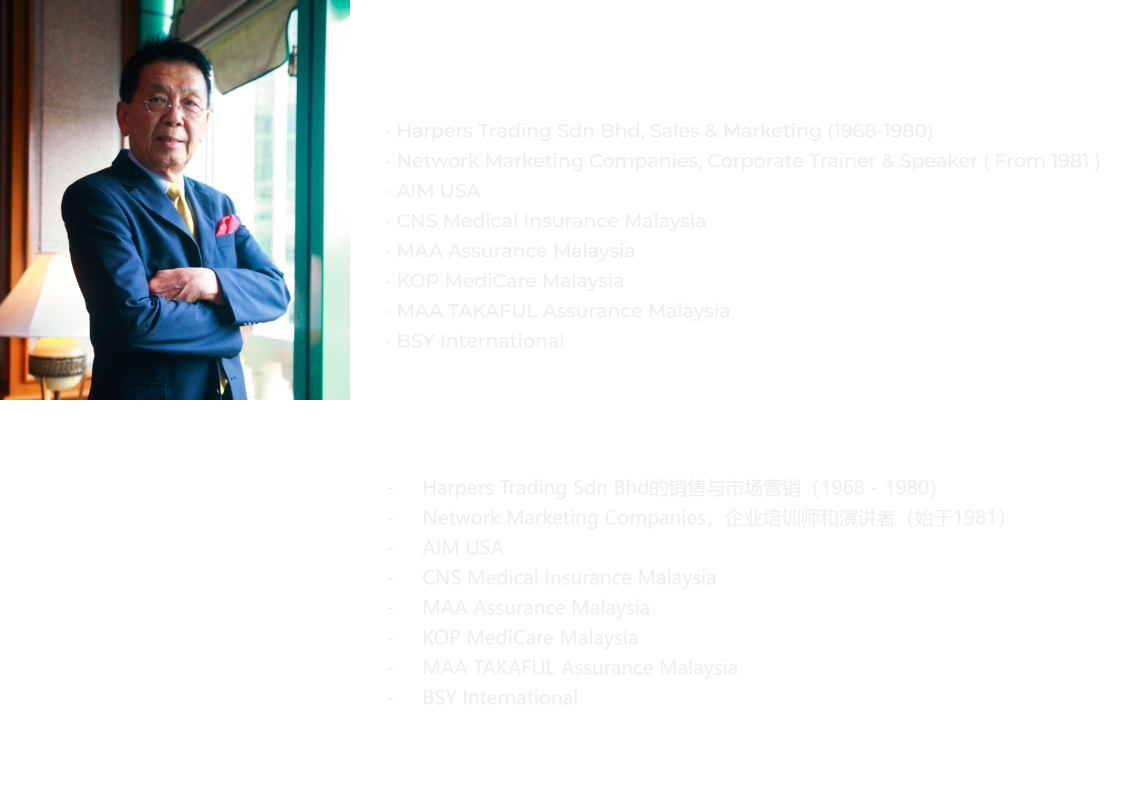 · Harpers Trading Sdn Bhd, Sales & Marketing (1968-1980)
· Network Marketing Companies, Corporate Trainer & Speaker ( From 1981 )
· AIM USA
· CNS Medical Insurance Malaysia
· MAA Assurance Malaysia
· KOP MediCare Malaysia
· MAA TAKAFUL Assurance Malaysia
· BSY International
- Harpers Trading Sdn Bhd的销售与市场营销（1968 - 1980）
- Network Marketing Companies，企业培训师和演讲者（始于1981）
- AIM USA
- CNS Medical Insurance Malaysia
- MAA Assurance Malaysia
- KOP MediCare Malaysia
- MAA TAKAFUL Assurance Malaysia
- BSY International